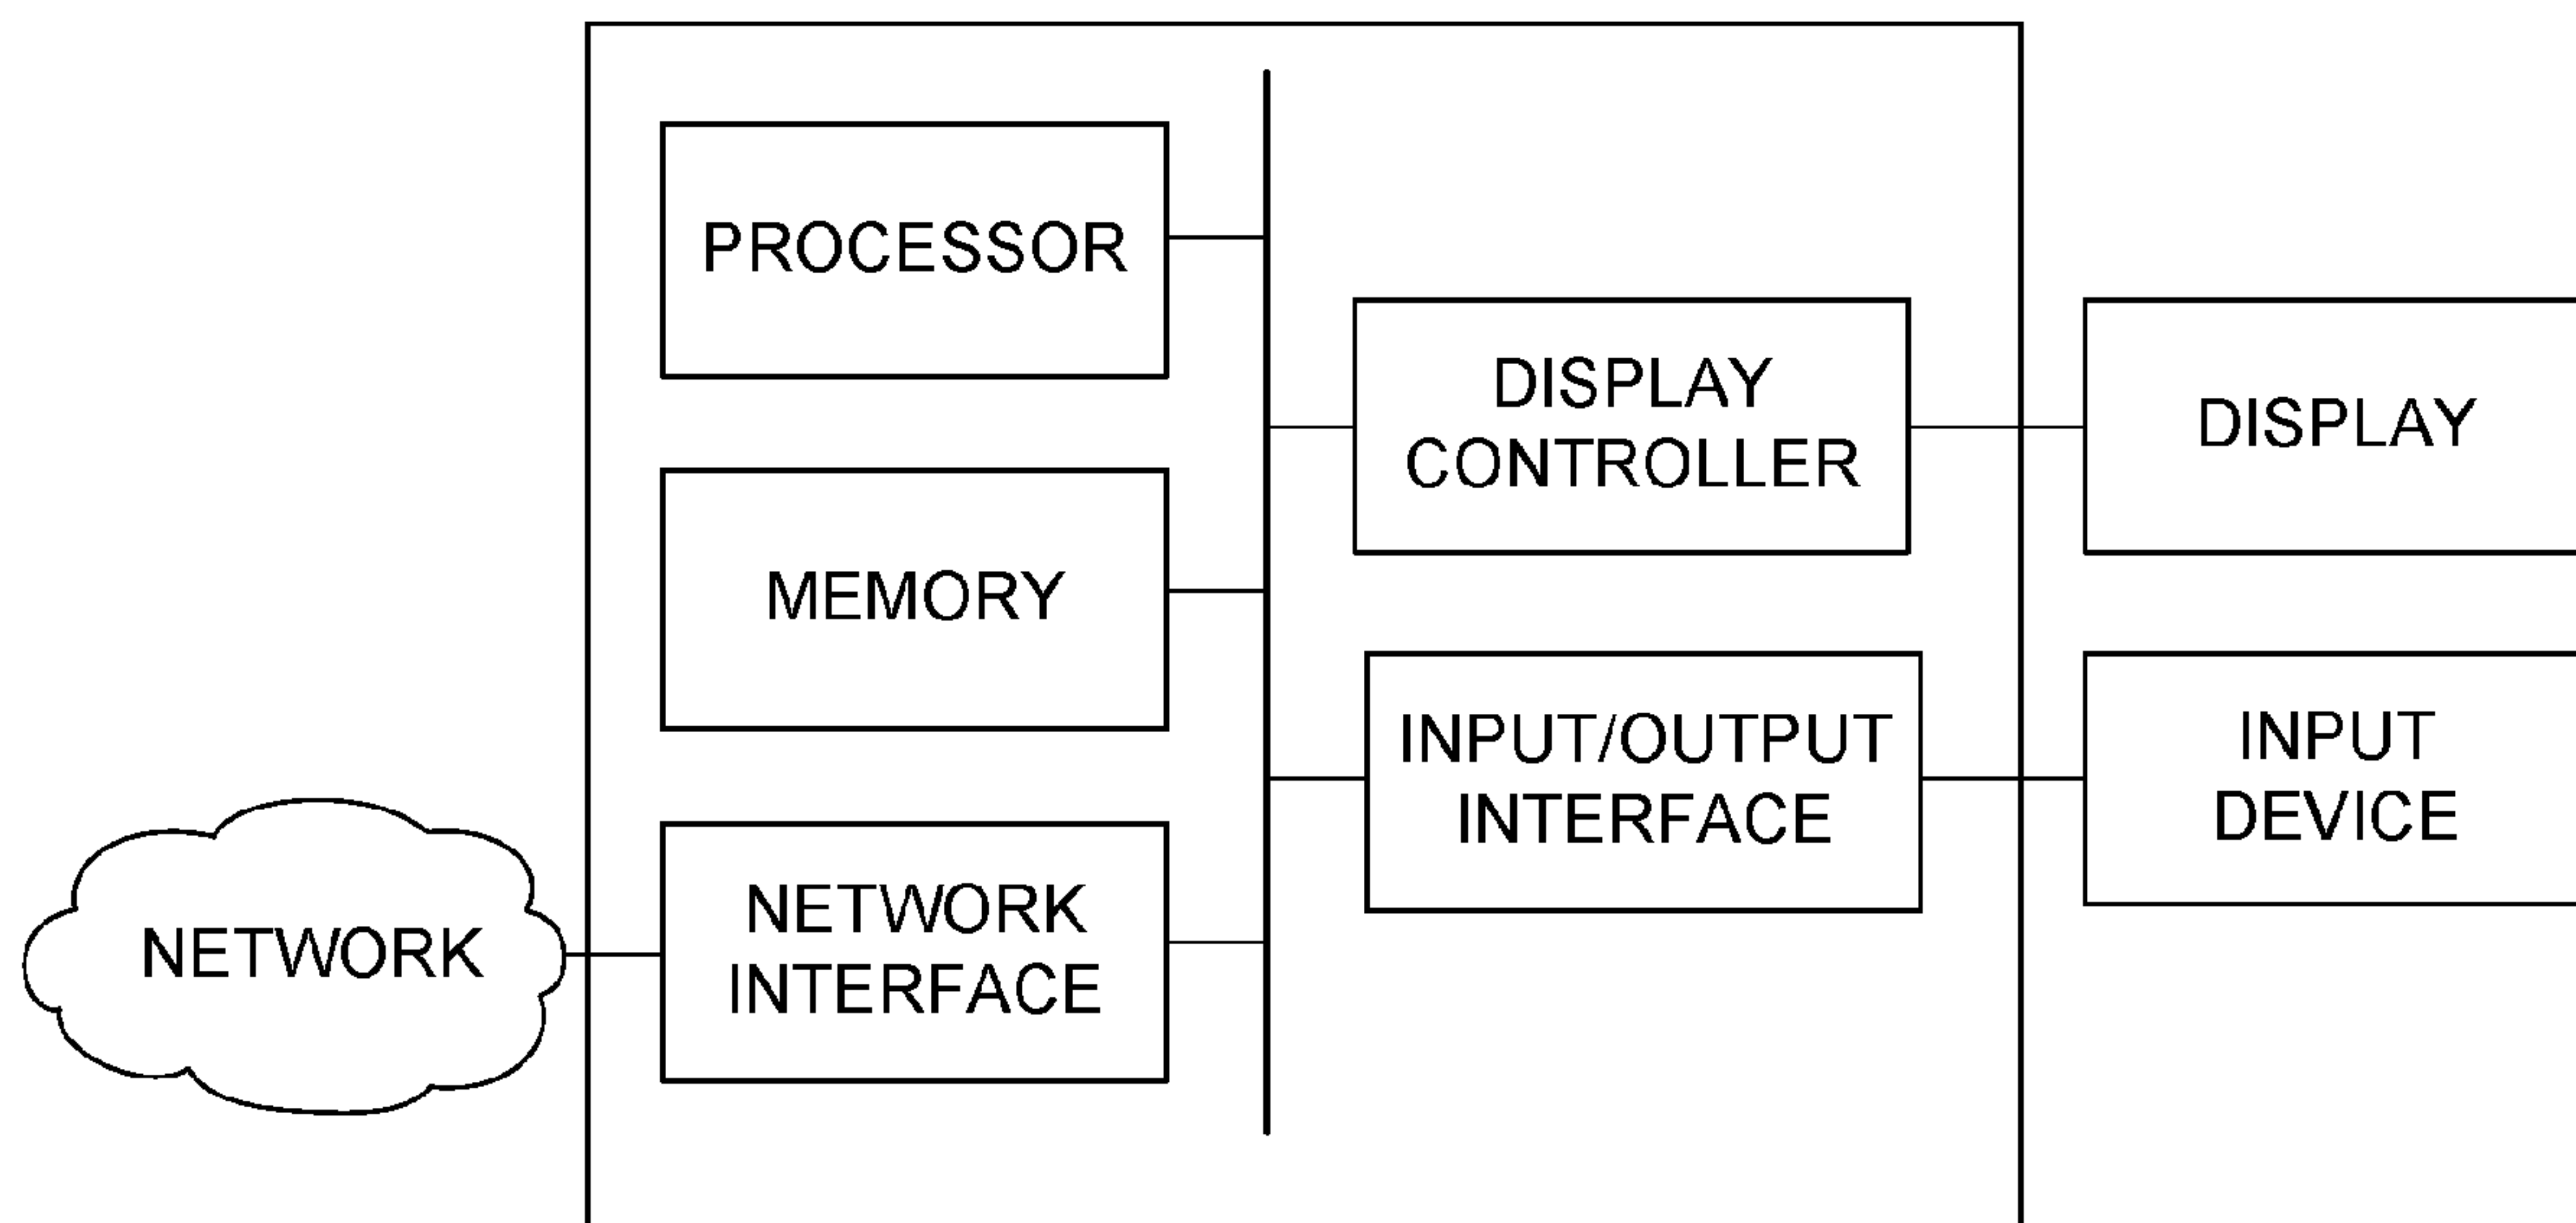 PROCESSOR
MEMORY
NETWORK
INTERFACE
NETWORK
DISPLAY
CONTROLLER
INPUT/OUTPUT
INTERFACE
DISPLAY
INPUT
DEVICE